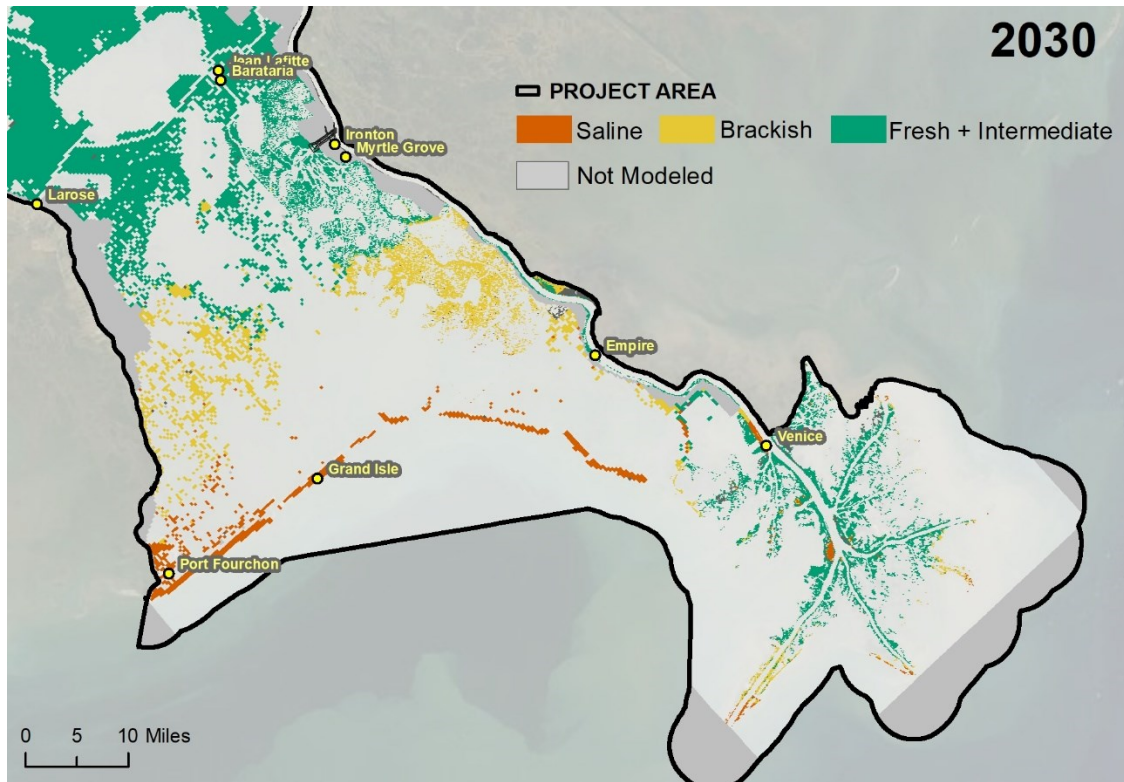 2030
PROJECT AREA
Saline Brackish Fresh + Intermediate
Not Modeled
Jean Lafitte
Barataria
Ironton
Myrtle Grove
Larose
Empire
Venice
Grand Isle
Port Fourchon
0 5 10 Miles